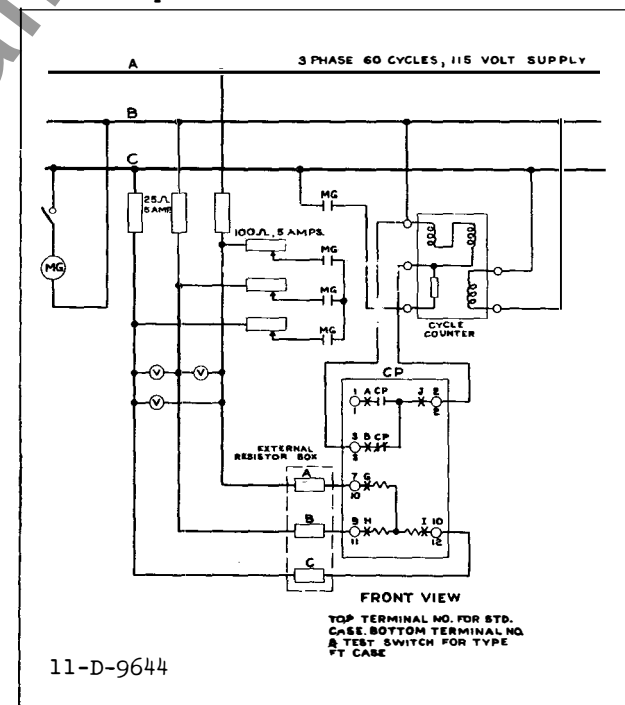 A
3 PHASE 60 CYCLES, 115 VOLT SUPPLY
B
C
25Ω
5 AMPS
MG
100Ω, 5 AMPS.
MG
MG
MG
MG
CYCLE
COUNTER
V
V
V
CP
1 A CP J 2
1 2
3 B CP
3
EXTERNAL
RESISTOR BOX
A
7 G
10
B
9 H I 10
11 12
C
FRONT VIEW
TOP TERMINAL NO. FOR STD.
CASE. BOTTOM TERMINAL NO.
& TEST SWITCH FOR TYPE
FT CASE
11-D-9644